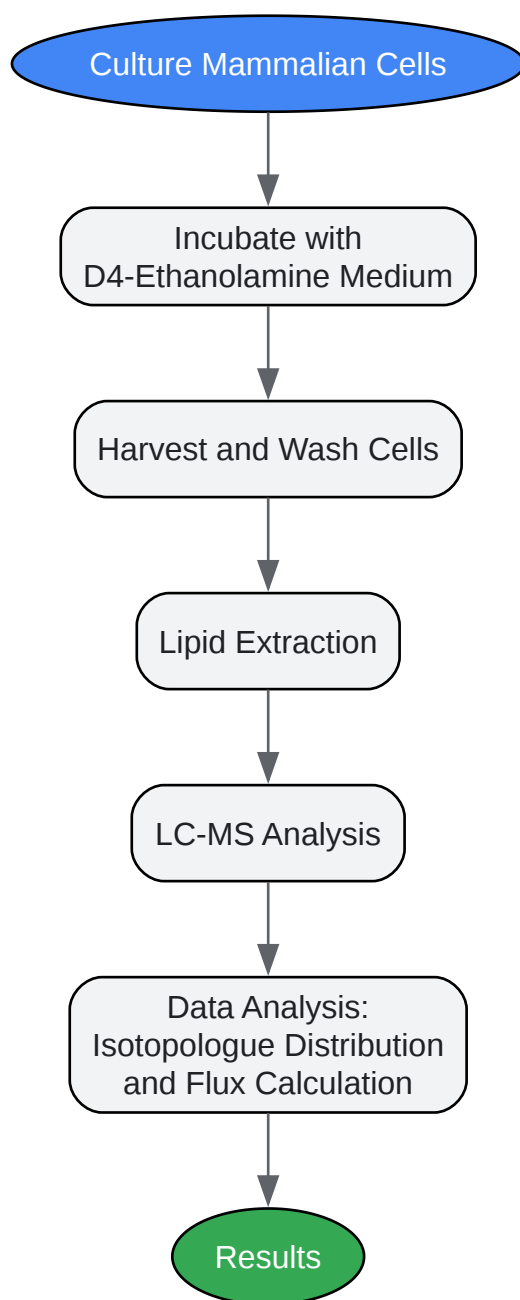 Culture Mammalian Cells
Incubate with
D4-Ethanolamine Medium
Harvest and Wash Cells
Lipid Extraction
LC-MS Analysis
Data Analysis:
Isotopologue Distribution
and Flux Calculation
Results